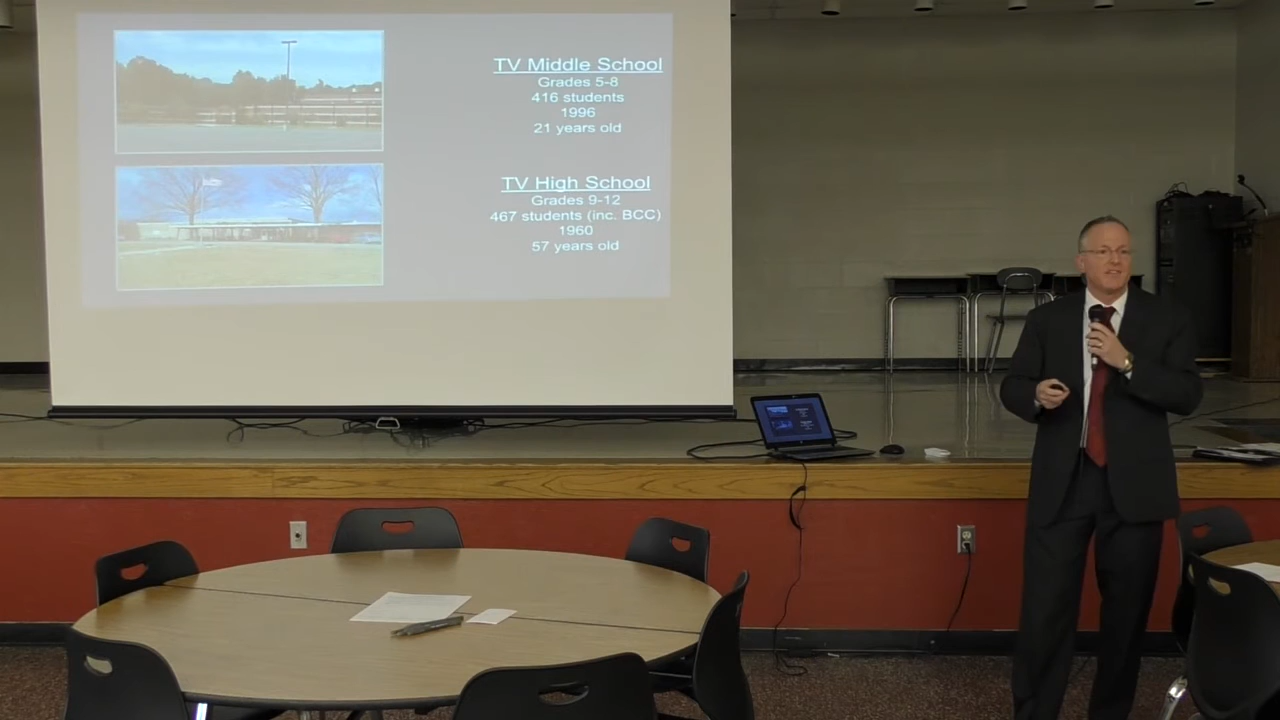 TV Middle School
Grades 5-8
416 students
1996
21 years old
TV High School
Grades 9-12
467 students (inc. BCC)
1960
57 years old